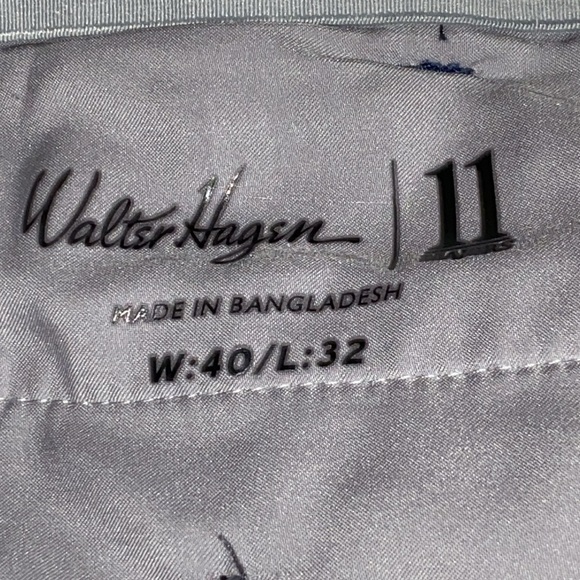 Walter Hagen | 11
MADE IN BANGLADESH
W:40/L:32